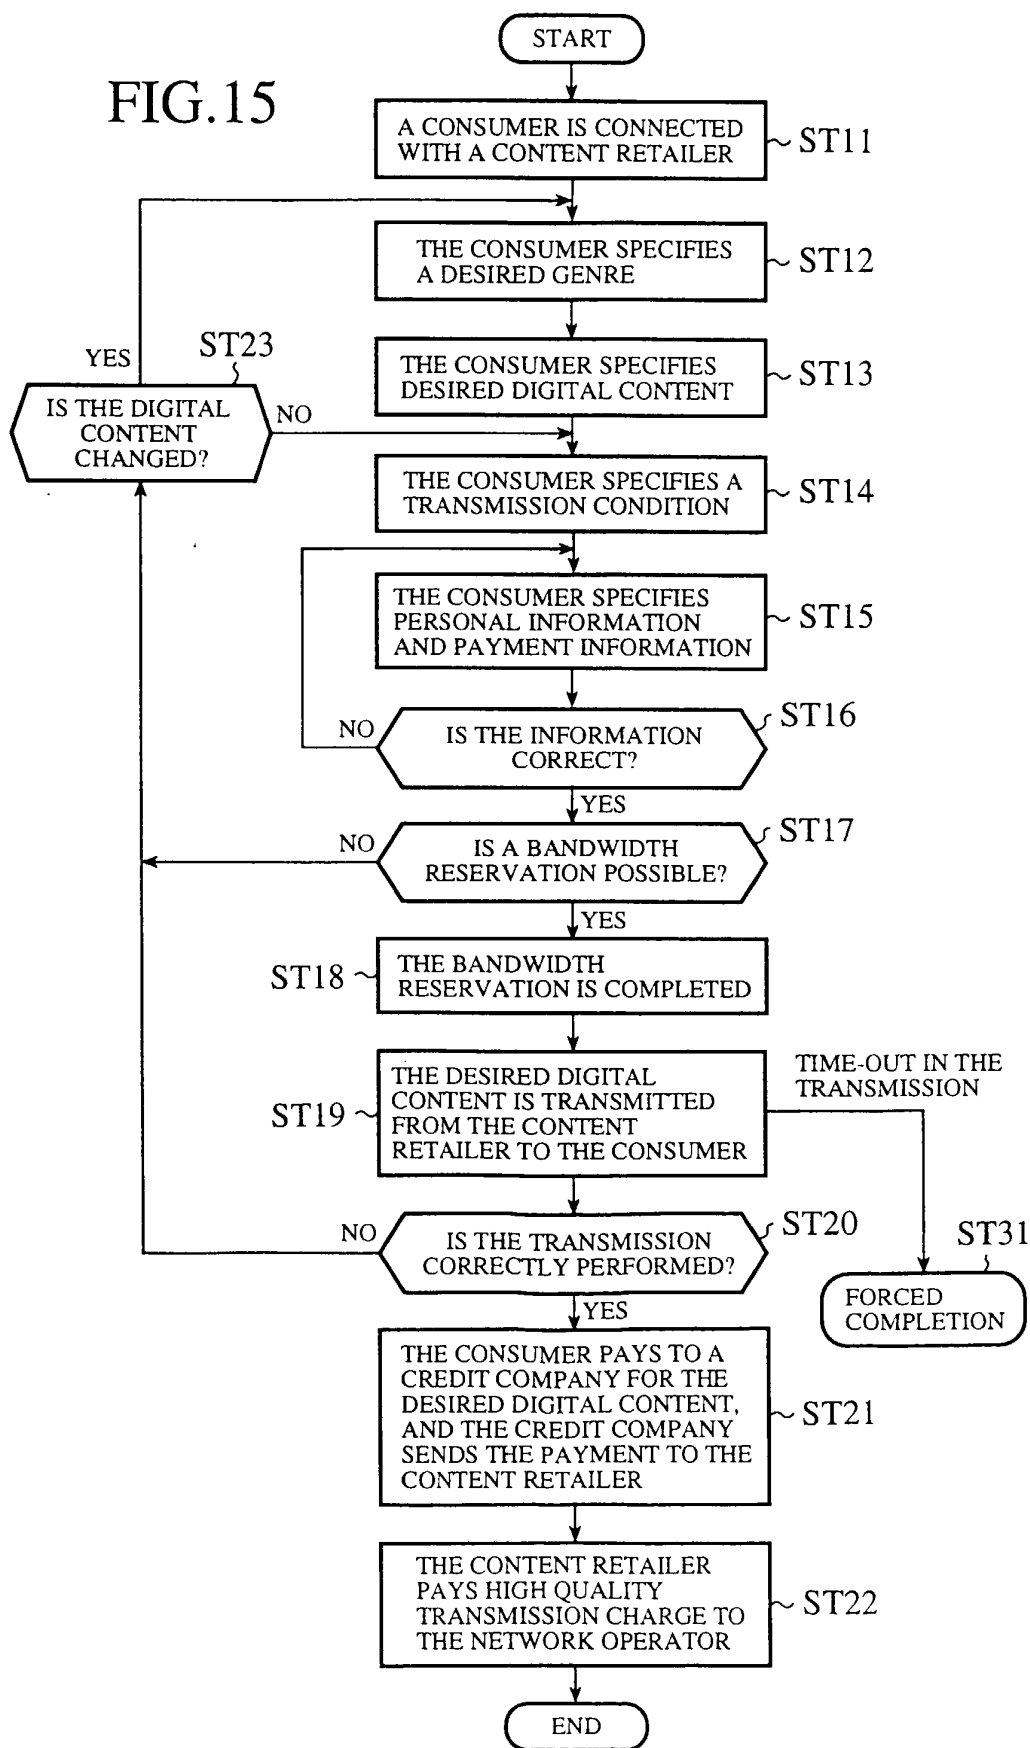 START
FIG.15
A CONSUMER IS CONNECTED
WITH A CONTENT RETAILER
ST11
THE CONSUMER SPECIFIES
A DESIRED GENRE
ST12
YES
ST23
THE CONSUMER SPECIFIES
DESIRED DIGITAL CONTENT
ST13
IS THE DIGITAL
CONTENT
CHANGED?
NO
THE CONSUMER SPECIFIES A
TRANSMISSION CONDITION
ST14
THE CONSUMER SPECIFIES
PERSONAL INFORMATION
AND PAYMENT INFORMATION
ST15
NO
IS THE INFORMATION
CORRECT?
ST16
YES
NO
IS A BANDWIDTH
RESERVATION POSSIBLE?
ST17
YES
ST18
THE BANDWIDTH
RESERVATION IS COMPLETED
ST19
THE DESIRED DIGITAL
CONTENT IS TRANSMITTED
FROM THE CONTENT
RETAILER TO THE CONSUMER
TIME-OUT IN THE
TRANSMISSION
NO
IS THE TRANSMISSION
CORRECTLY PERFORMED?
ST20
YES
ST31
FORCED
COMPLETION
THE CONSUMER PAYS TO A
CREDIT COMPANY FOR THE
DESIRED DIGITAL CONTENT,
AND THE CREDIT COMPANY
SENDS THE PAYMENT TO THE
CONTENT RETAILER
ST21
THE CONTENT RETAILER
PAYS HIGH QUALITY
TRANSMISSION CHARGE TO
THE NETWORK OPERATOR
ST22
END